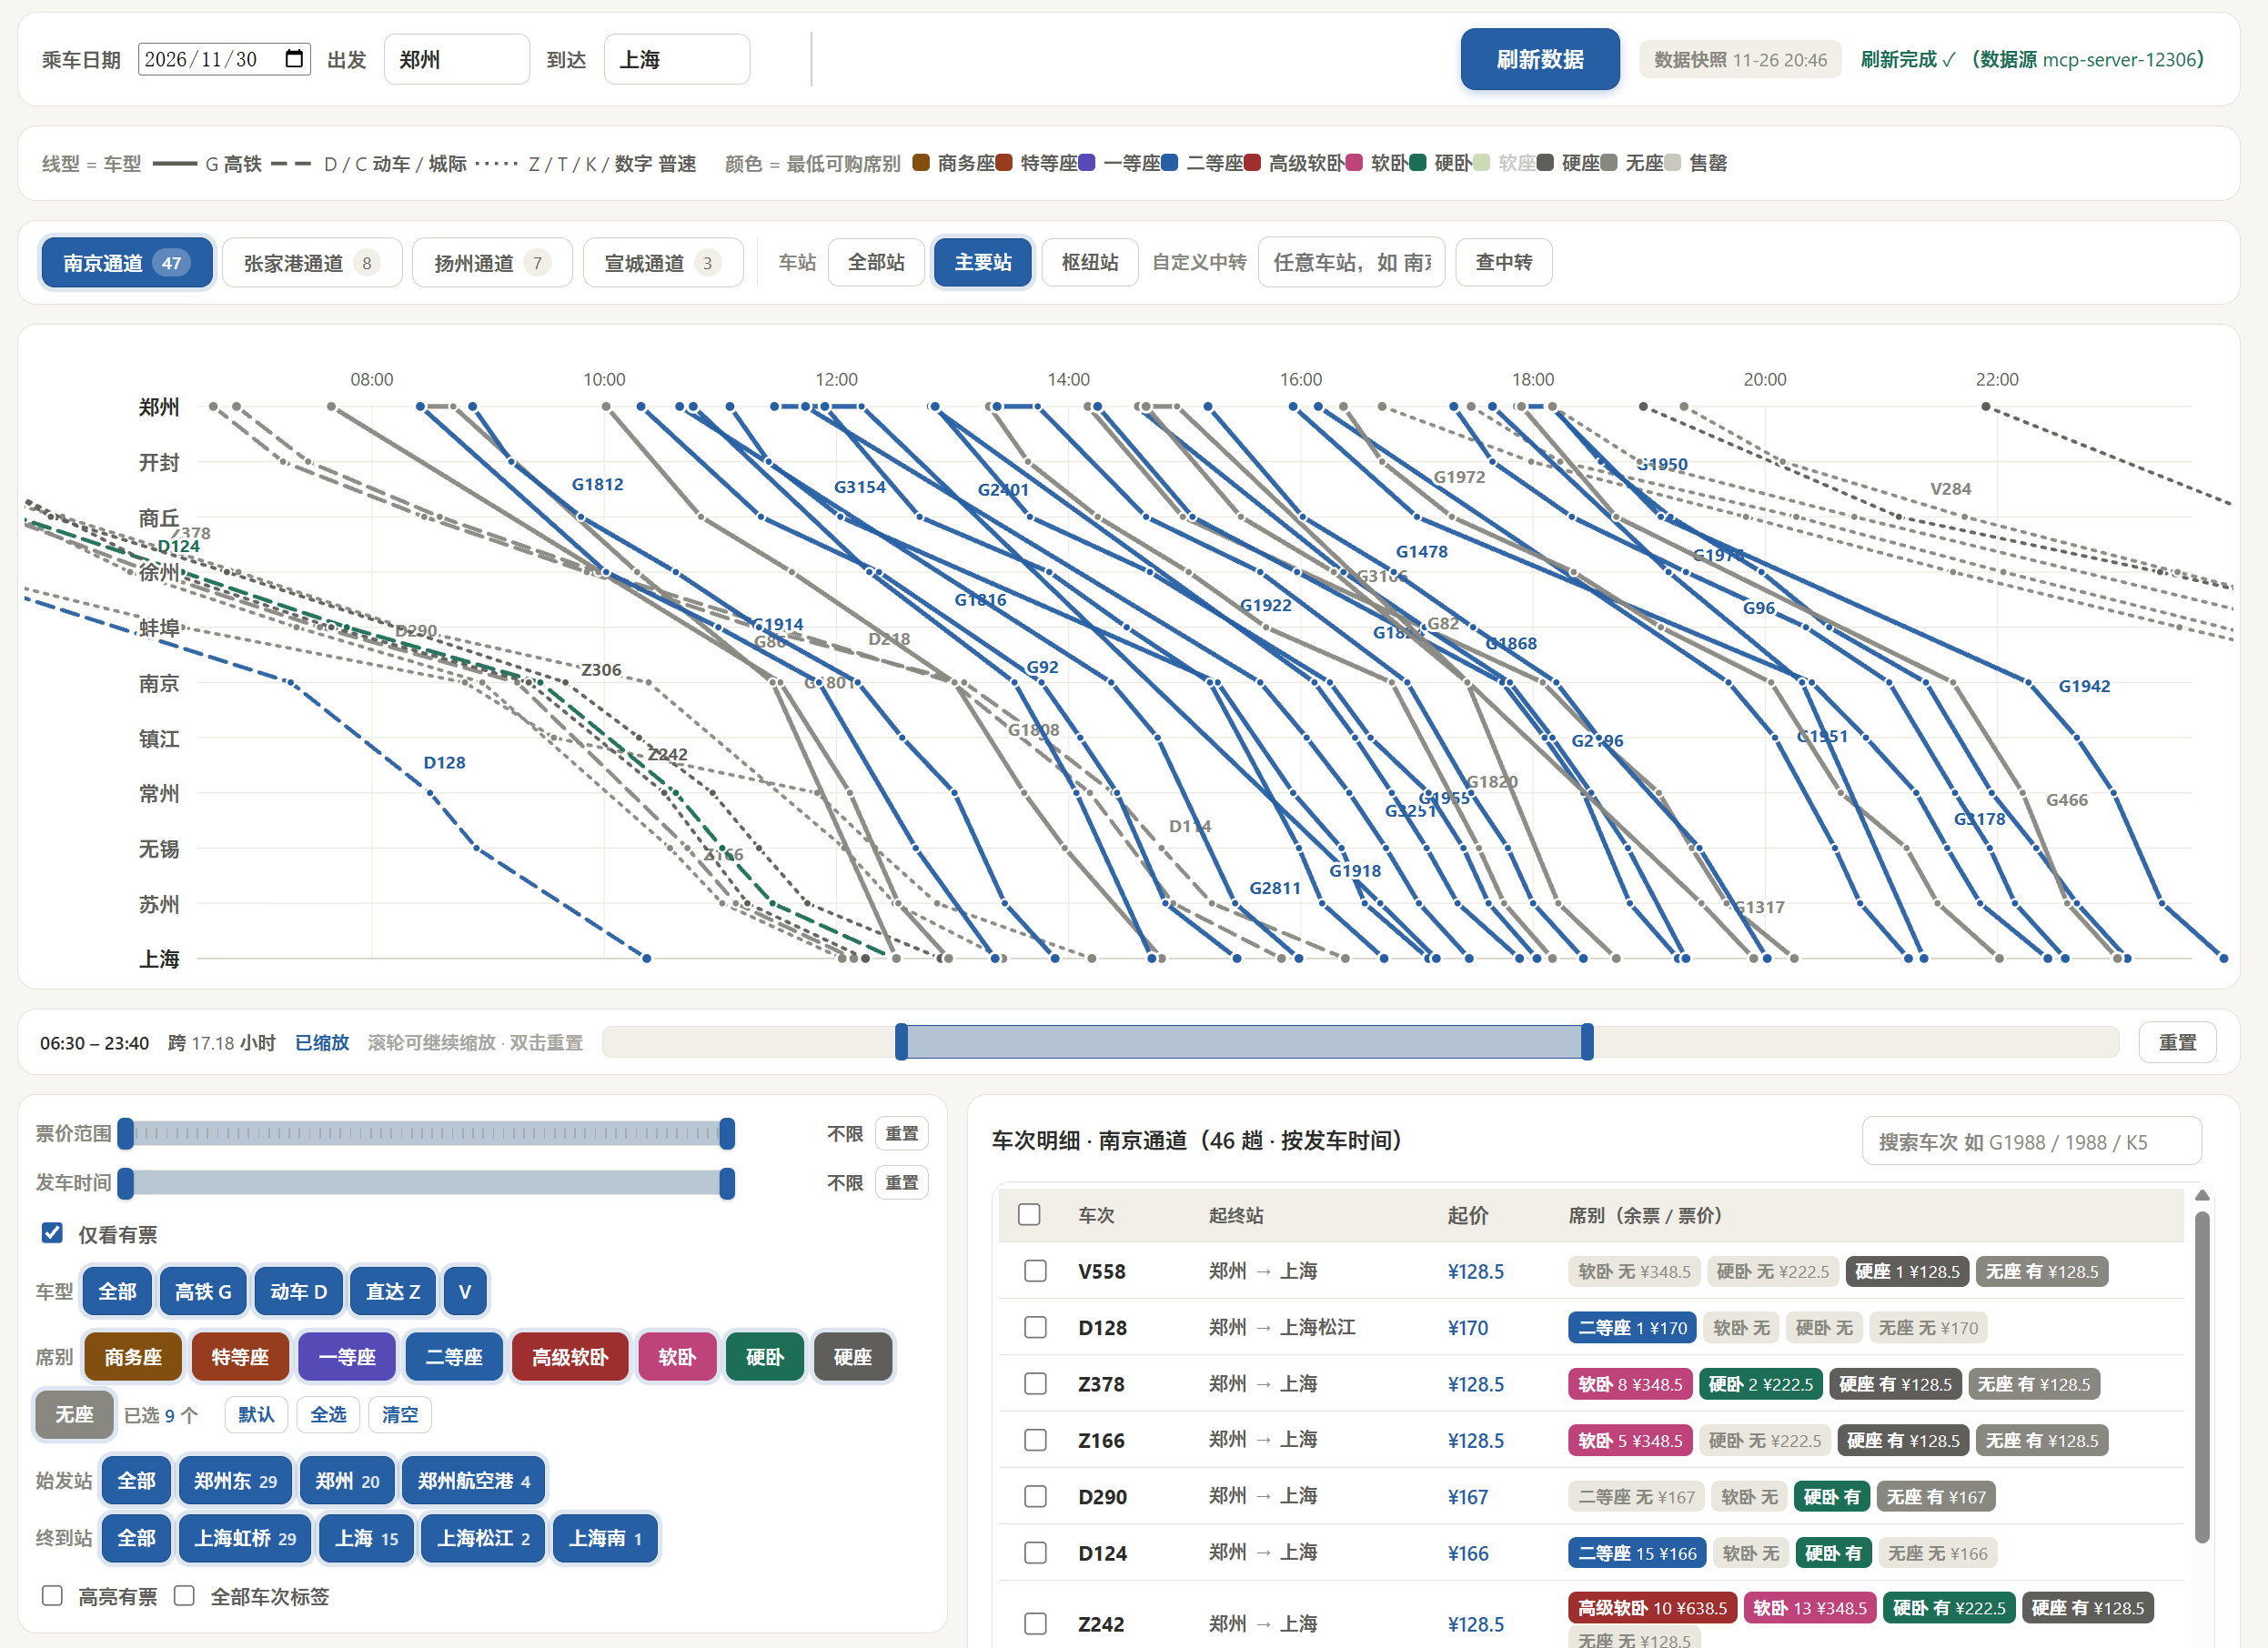 乘车日期 2026/11/30 出发 郑州 到达 上海 刷新数据 数据快照 11-26 20:46 刷新完成 ✓ （数据源 mcp-server-12306）
线型 = 车型 G 高铁 D / C 动车 / 城际 Z / T / K / 数字 普速 颜色 = 最低可购席别 商务座 特等座 一等座 二等座 高级软卧 软卧 硬卧 软座 硬座 无座 售罄
南京通道 47 张家港通道 8 扬州通道 7 宣城通道 3 车站 全部站 主要站 枢纽站 自定义中转 任意车站，如 南京 查中转
08:00 10:00 12:00 14:00 16:00 18:00 20:00 22:00
郑州
开封
G1812 G3154 G2401 G1972 G1950 V284
商丘
Z378 D124 G1478 G1976
徐州
G3106 G1816 G1922 G96
蚌埠
D290 G1914 G86 D218 G82 G1868
Z306 G92
南京
G1801 G1942
G1808
镇江
Z242 G2196 G1951
D128
常州
G1820 G1955 G3251 G466
D114 G3178
无锡
Z166 G1918 G2811
苏州
G1317
上海
06:30 – 23:40 跨 17.18 小时 已缩放 滚轮可继续缩放 · 双击重置 重置
票价范围 不限 重置
发车时间 不限 重置
仅看有票
车型 全部 高铁 G 动车 D 直达 Z V
席别 商务座 特等座 一等座 二等座 高级软卧 软卧 硬卧 硬座
无座 已选 9 个 默认 全选 清空
始发站 全部 郑州东 29 郑州 20 郑州航空港 4
终到站 全部 上海虹桥 29 上海 15 上海松江 2 上海南 1
高亮有票 全部车次标签
车次明细 · 南京通道（46 趟 · 按发车时间） 搜索车次 如 G1988 / 1988 / K5
车次 起终站 起价 席别（余票 / 票价）
V558 郑州 → 上海 ¥128.5 软卧 无 ¥348.5 硬卧 无 ¥222.5 硬座 1 ¥128.5 无座 有 ¥128.5
D128 郑州 → 上海松江 ¥170 二等座 1 ¥170 软卧 无 硬卧 无 无座 无 ¥170
Z378 郑州 → 上海 ¥128.5 软卧 8 ¥348.5 硬卧 2 ¥222.5 硬座 有 ¥128.5 无座 有 ¥128.5
Z166 郑州 → 上海 ¥128.5 软卧 5 ¥348.5 硬卧 无 ¥222.5 硬座 有 ¥128.5 无座 有 ¥128.5
D290 郑州 → 上海 ¥167 二等座 无 ¥167 软卧 无 硬卧 有 无座 有 ¥167
D124 郑州 → 上海 ¥166 二等座 15 ¥166 软卧 无 硬卧 有 无座 无 ¥166
Z242 郑州 → 上海 ¥128.5 高级软卧 10 ¥638.5 软卧 13 ¥348.5 硬卧 有 ¥222.5 硬座 有 ¥128.5
无座 无 ¥128.5